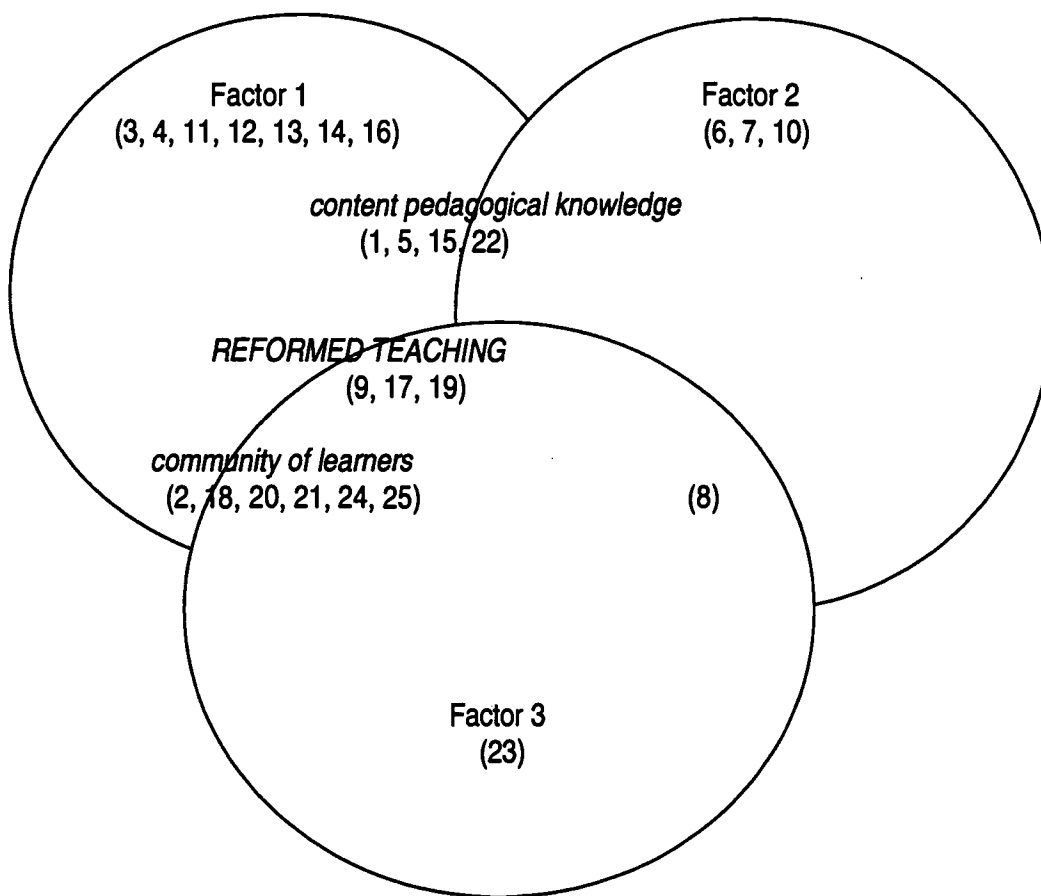 Factor 1
(3, 4, 11, 12, 13, 14, 16)
Factor 2
(6, 7, 10)
content pedagogical knowledge
(1, 5, 15, 22)
REFORMED TEACHING
(9, 17, 19)
community of learners
(2, 18, 20, 21, 24, 25)
(8)
Factor 3
(23)